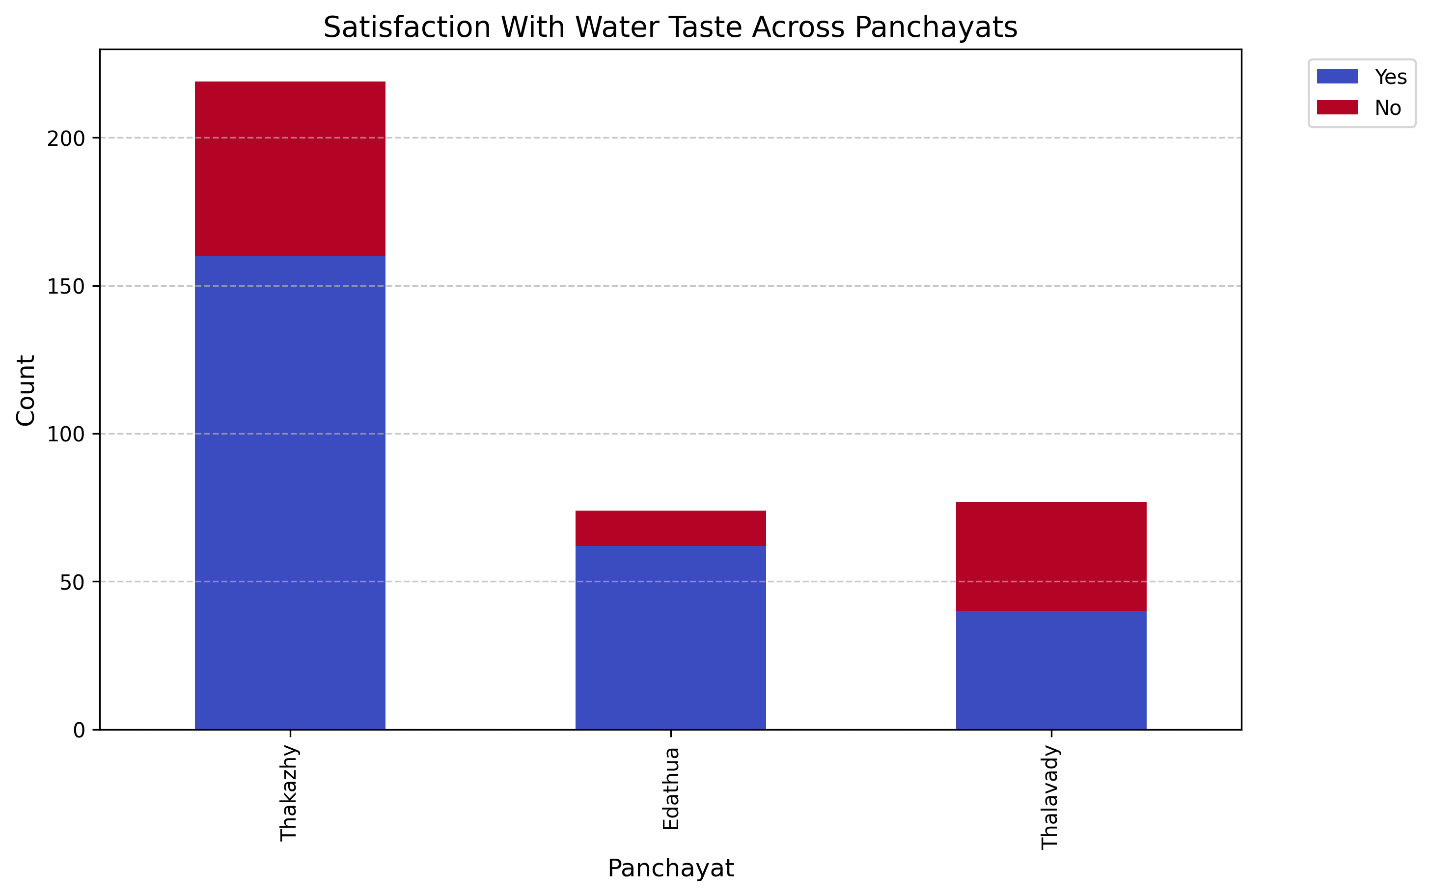 Satisfaction With Water Taste Across Panchayats
Yes
No
200
150
100
50
0
Count
Thakazhy
Edathua
Thalavady
Panchayat